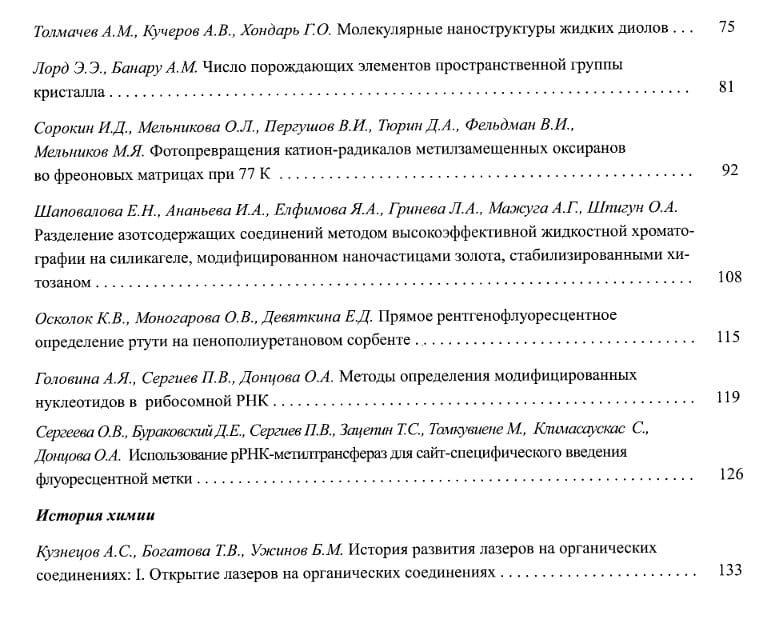 Толмачев А.М., Кучеров А.В., Хондарь Г.О. Молекулярные наноструктуры жидких диолов . . . 75
Лорд Э.Э., Банару А.М. Число порождающих элементов пространственной группы
кристалла . . . . . . . . . . . . . . . . . . . . . . . . . . . . . . . . . . . . . . . . . . . . . . . . . . . . . . . . . . . . . . . . . . . . . . 81
Сорокин И.Д., Мельникова О.Л., Пергушов В.И., Тюрин Д.А., Фельдман В.И.,
Мельников М.Я. Фотопревращения катион-радикалов метилзамещенных оксиранов
во фреоновых матрицах при 77 К . . . . . . . . . . . . . . . . . . . . . . . . . . . . . . . . . . . . . . . . . . . . . . . . . . 92
Шаповалова Е.Н., Ананьева И.А., Елфимова Я.А., Гринева Л.А., Мажуга А.Г., Шпигун О.А.
Разделение азотсодержащих соединений методом высокоэффективной жидкостной хромато-
графии на силикагеле, модифицированном наночастицами золота, стабилизированными хи-
тозаном . . . . . . . . . . . . . . . . . . . . . . . . . . . . . . . . . . . . . . . . . . . . . . . . . . . . . . . . . . . . . . . . . . . . . . . . 108
Осколок К.В., Моногарова О.В., Девяткина Е.Д. Прямое рентгенофлуоресцентное
определение ртути на пенополиуретановом сорбенте . . . . . . . . . . . . . . . . . . . . . . . . . . . . . . . . . . 115
Головина А.Я., Сергиев П.В., Донцова О.А. Методы определения модифицированных
нуклеотидов в рибосомной РНК . . . . . . . . . . . . . . . . . . . . . . . . . . . . . . . . . . . . . . . . . . . . . . . . . . . 119
Сергеева О.В., Бураковский Д.Е., Сергиев П.В., Зацепин Т.С., Томкувиене М., Климасаускас С.,
Донцова О.А. Использование рРНК-метилтрансфераз для сайт-специфического введения
флуоресцентной метки . . . . . . . . . . . . . . . . . . . . . . . . . . . . . . . . . . . . . . . . . . . . . . . . . . . . . . . . . . . . 126
История химии
Кузнецов А.С., Богатова Т.В., Ужинов Б.М. История развития лазеров на органических
соединениях: I. Открытие лазеров на органических соединениях . . . . . . . . . . . . . . . . . . . . . . . . 133